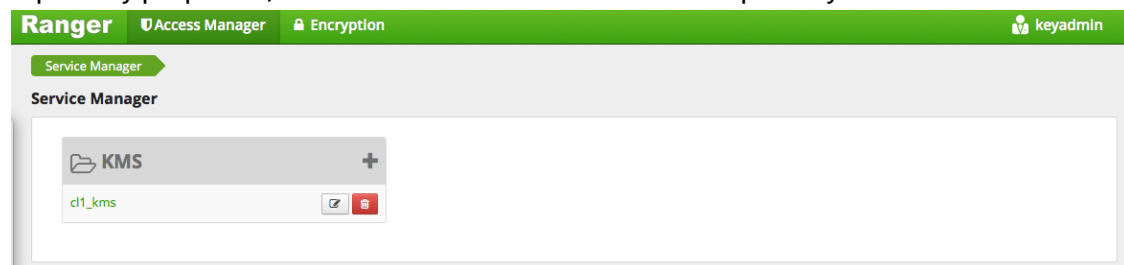 Ranger Access Manager Encryption keyadmin
Service Manager
Service Manager
KMS
cl1_kms